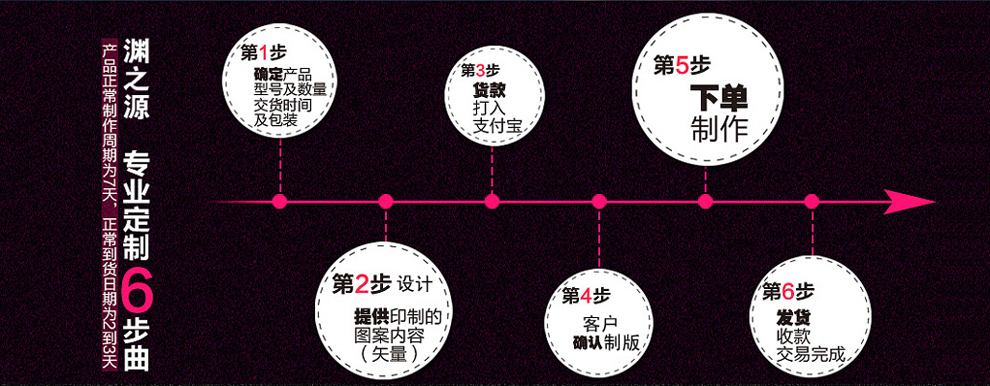 渊之源 专业定制6步曲
产品正常制作周期为7天，正常到货日期为2到3天
第1步
确定产品
型号及数量
交货时间
及包装
第2步 设计
提供印制的
图案内容
（矢量）
第3步
货款
打入
支付宝
第4步
客户
确认制版
第5步
下单
制作
第6步
发货
收款
交易完成